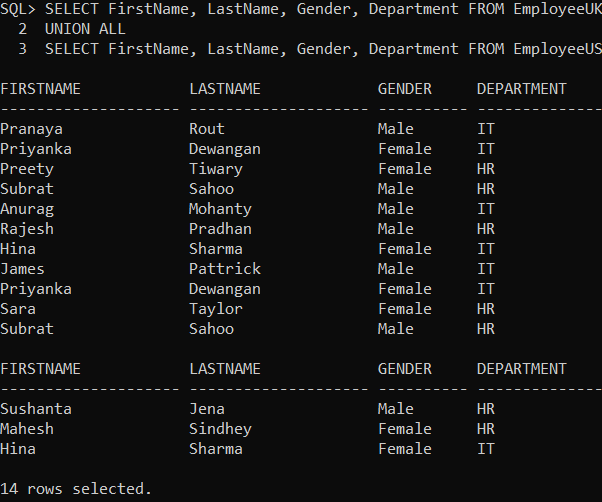 SQL> SELECT FirstName, LastName, Gender, Department FROM EmployeeUK
2 UNION ALL
3 SELECT FirstName, LastName, Gender, Department FROM EmployeeUS
FIRSTNAME LASTNAME GENDER DEPARTMENT
-------------------- -------------------- ---------- --------------
Pranaya Rout Male IT
Priyanka Dewangan Female IT
Preety Tiwary Female HR
Subrat Sahoo Male HR
Anurag Mohanty Male IT
Rajesh Pradhan Male HR
Hina Sharma Female IT
James Pattrick Male IT
Priyanka Dewangan Female IT
Sara Taylor Female HR
Subrat Sahoo Male HR
FIRSTNAME LASTNAME GENDER DEPARTMENT
-------------------- -------------------- ---------- --------------
Sushanta Jena Male HR
Mahesh Sindhey Female HR
Hina Sharma Female IT
14 rows selected.